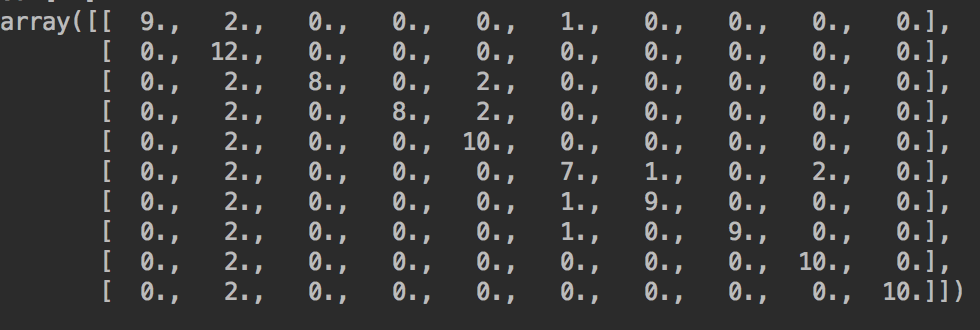 array([[  9.,   2.,   0.,   0.,   0.,   1.,   0.,   0.,   0.,   0.],
       [  0.,  12.,   0.,   0.,   0.,   0.,   0.,   0.,   0.,   0.],
       [  0.,   2.,   8.,   0.,   2.,   0.,   0.,   0.,   0.,   0.],
       [  0.,   2.,   0.,   8.,   2.,   0.,   0.,   0.,   0.,   0.],
       [  0.,   2.,   0.,   0.,  10.,   0.,   0.,   0.,   0.,   0.],
       [  0.,   2.,   0.,   0.,   0.,   7.,   1.,   0.,   2.,   0.],
       [  0.,   2.,   0.,   0.,   0.,   1.,   9.,   0.,   0.,   0.],
       [  0.,   2.,   0.,   0.,   0.,   1.,   0.,   9.,   0.,   0.],
       [  0.,   2.,   0.,   0.,   0.,   0.,   0.,   0.,  10.,   0.],
       [  0.,   2.,   0.,   0.,   0.,   0.,   0.,   0.,   0.,  10.]])